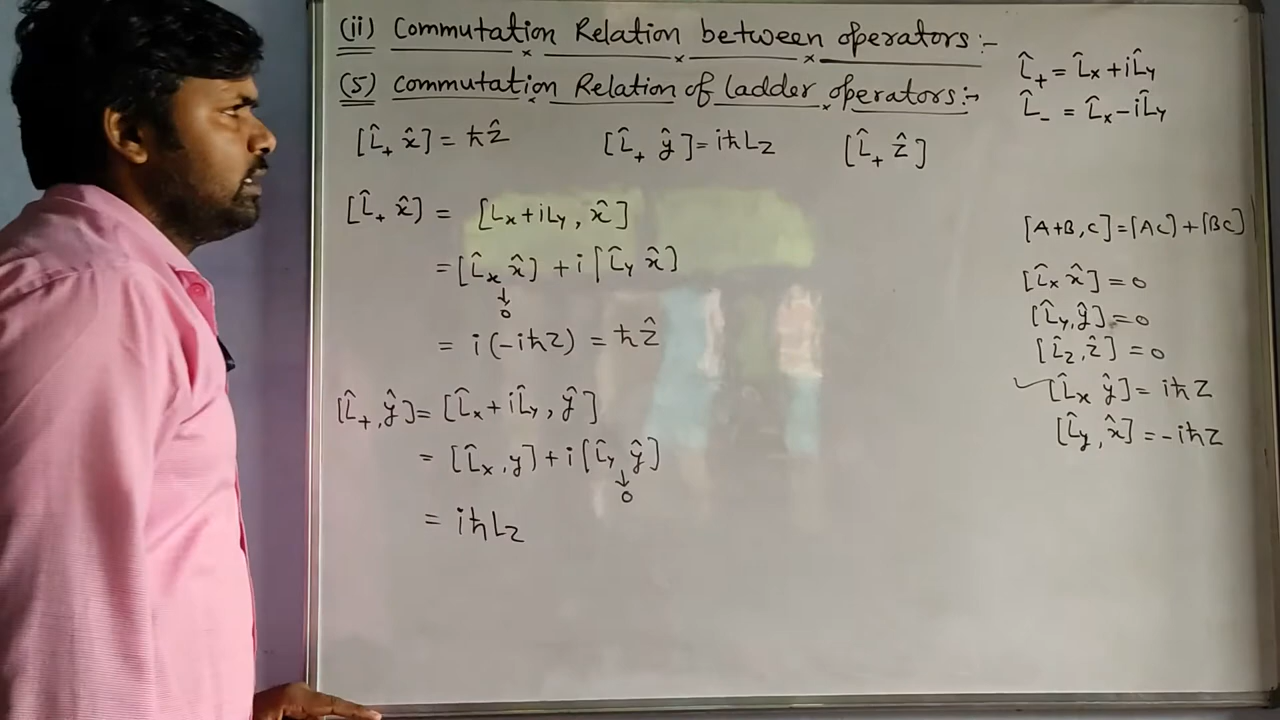 (ii) Commutation Relation between operators:-
(5) Commutation Relation of ladder operators:-
[L̂₊ x̂] = ħẑ [L̂₊ ŷ] = iħLz [L̂₊ ẑ]
[L̂₊ x̂] = [Lx+iLy, x̂]
= [L̂x x̂] + i[L̂y x̂]
↓
0
= i(-iħz) = ħẑ
[L̂₊, ŷ] = [L̂x + iL̂y, ŷ]
= [L̂x, y] + i[L̂y ŷ]
↓
0
= iħLz
L̂₊ = L̂x + iL̂y
L̂₋ = L̂x - iL̂y
[A+B, C] = [AC] + [BC]
[L̂x x̂] = 0
[L̂y, ŷ] = 0
[L̂z, ẑ] = 0
✓[L̂x ŷ] = iħz
[L̂y, x̂] = -iħz